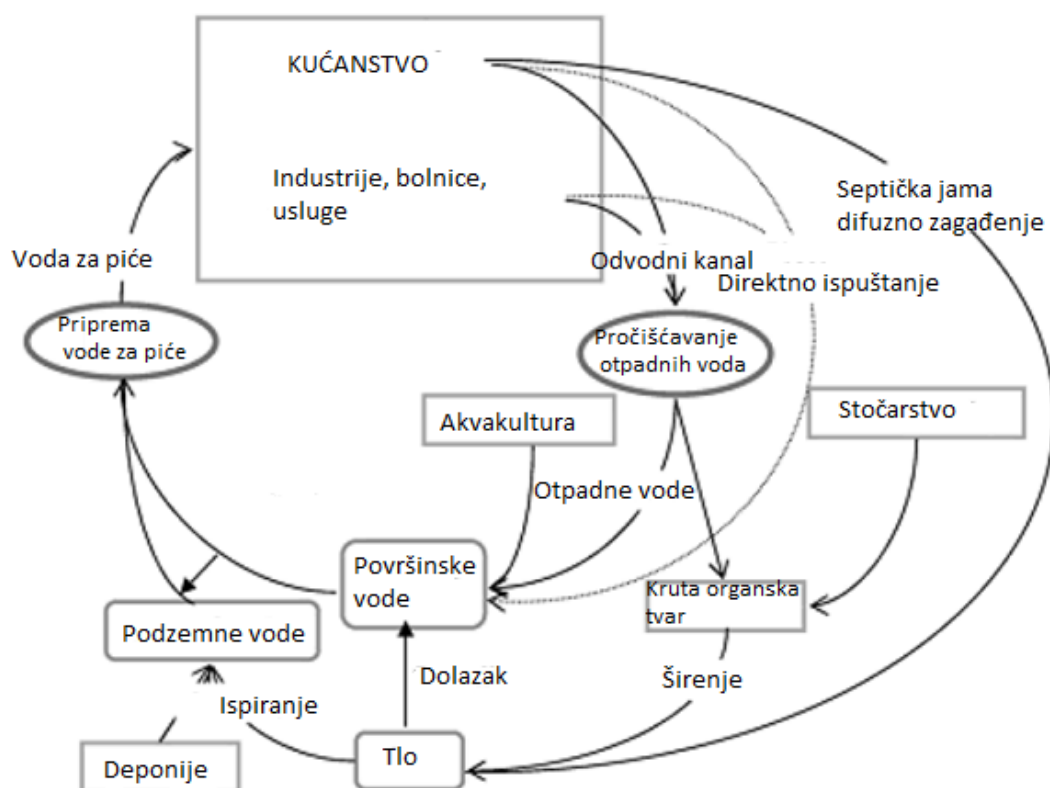 KUĆANSTVO
Industrije, bolnice,
usluge
Septička jama
difuzno zagađenje
Voda za piće
Odvodni kanal
Direktno ispuštanje
Priprema
vode za piće
Pročišćavanje
otpadnih voda
Akvakultura
Stočarstvo
Otpadne vode
Površinske
vode
Kruta organska
tvar
Podzemne vode
Dolazak
Širenje
Ispiranje
Tlo
Deponije